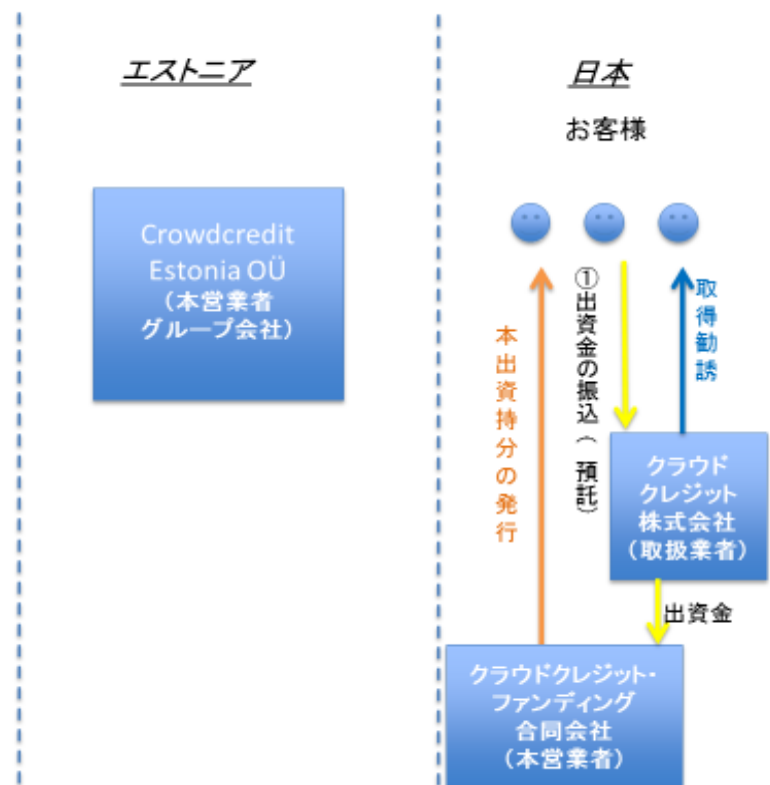 エストニア
日本
お客様
Crowdcredit
Estonia OÜ
(本営業者
グループ会社)
本出資持分の発行
①出資金の振込(預託)
取得勧誘
クラウド
クレジット
株式会社
(取扱業者)
出資金
クラウドクレジット・
ファンディング
合同会社
(本営業者)